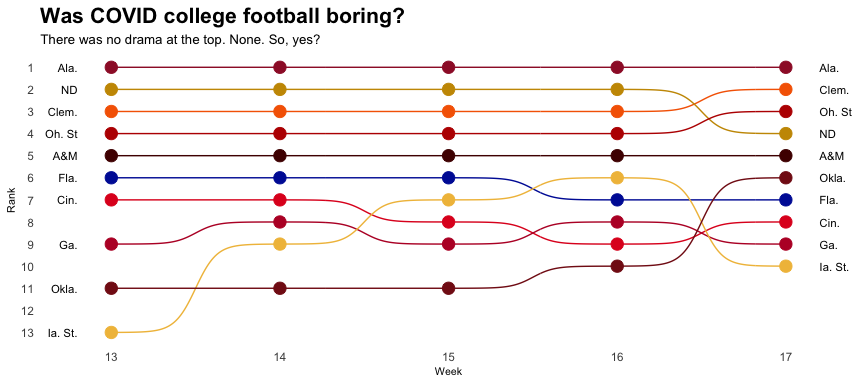 Was COVID college football boring?
There was no drama at the top. None. So, yes?
1 Ala. Ala.
2 ND Clem.
3 Clem. Oh. St
4 Oh. St ND
5 A&M A&M
6 Fla. Okla.
7 Cin. Fla.
8 Cin.
9 Ga. Ga.
10 Ia. St.
11 Okla.
12
13 Ia. St.
Rank
13 14 15 16 17
Week